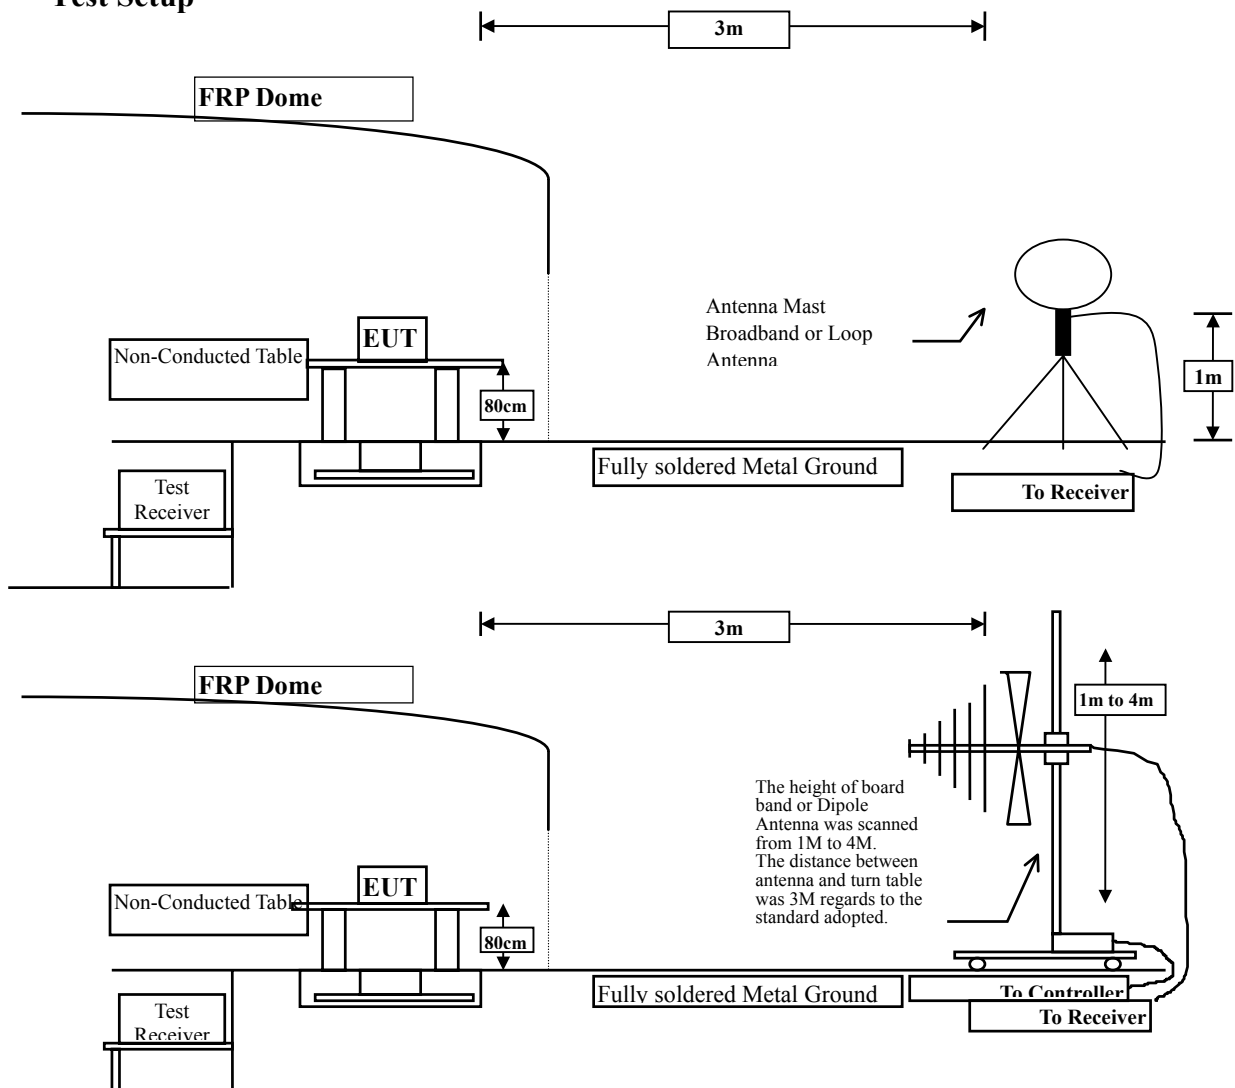 Test Setup
3m
FRP Dome
Antenna Mast
Broadband or Loop
Antenna
EUT
Non-Conducted Table
80cm
1m
Fully soldered Metal Ground
To Receiver
Test
Receiver
3m
FRP Dome
1m to 4m
The height of board
band or Dipole
Antenna was scanned
from 1M to 4M.
The distance between
antenna and turn table
was 3M regards to the
standard adopted.
EUT
Non-Conducted Table
80cm
Fully soldered Metal Ground
To Controller
To Receiver
Test
Receiver